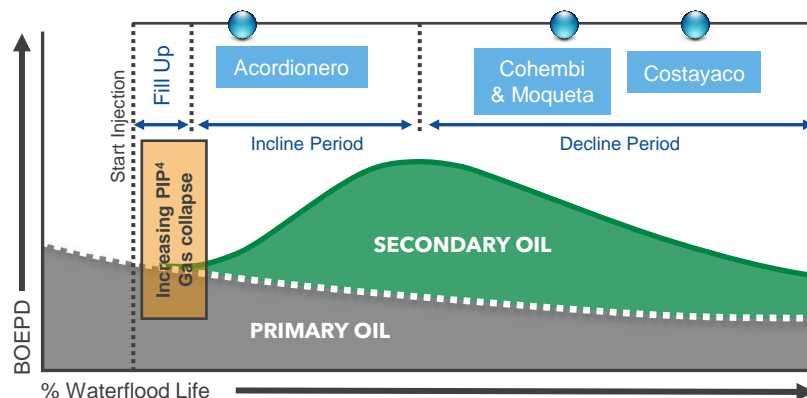 Start Injection
Fill Up
Acordionero
Cohembi
& Moqueta
Costayaco
Incline Period
Decline Period
Increasing PIP⁴
Gas collapse
SECONDARY OIL
PRIMARY OIL
BOEPD
% Waterflood Life